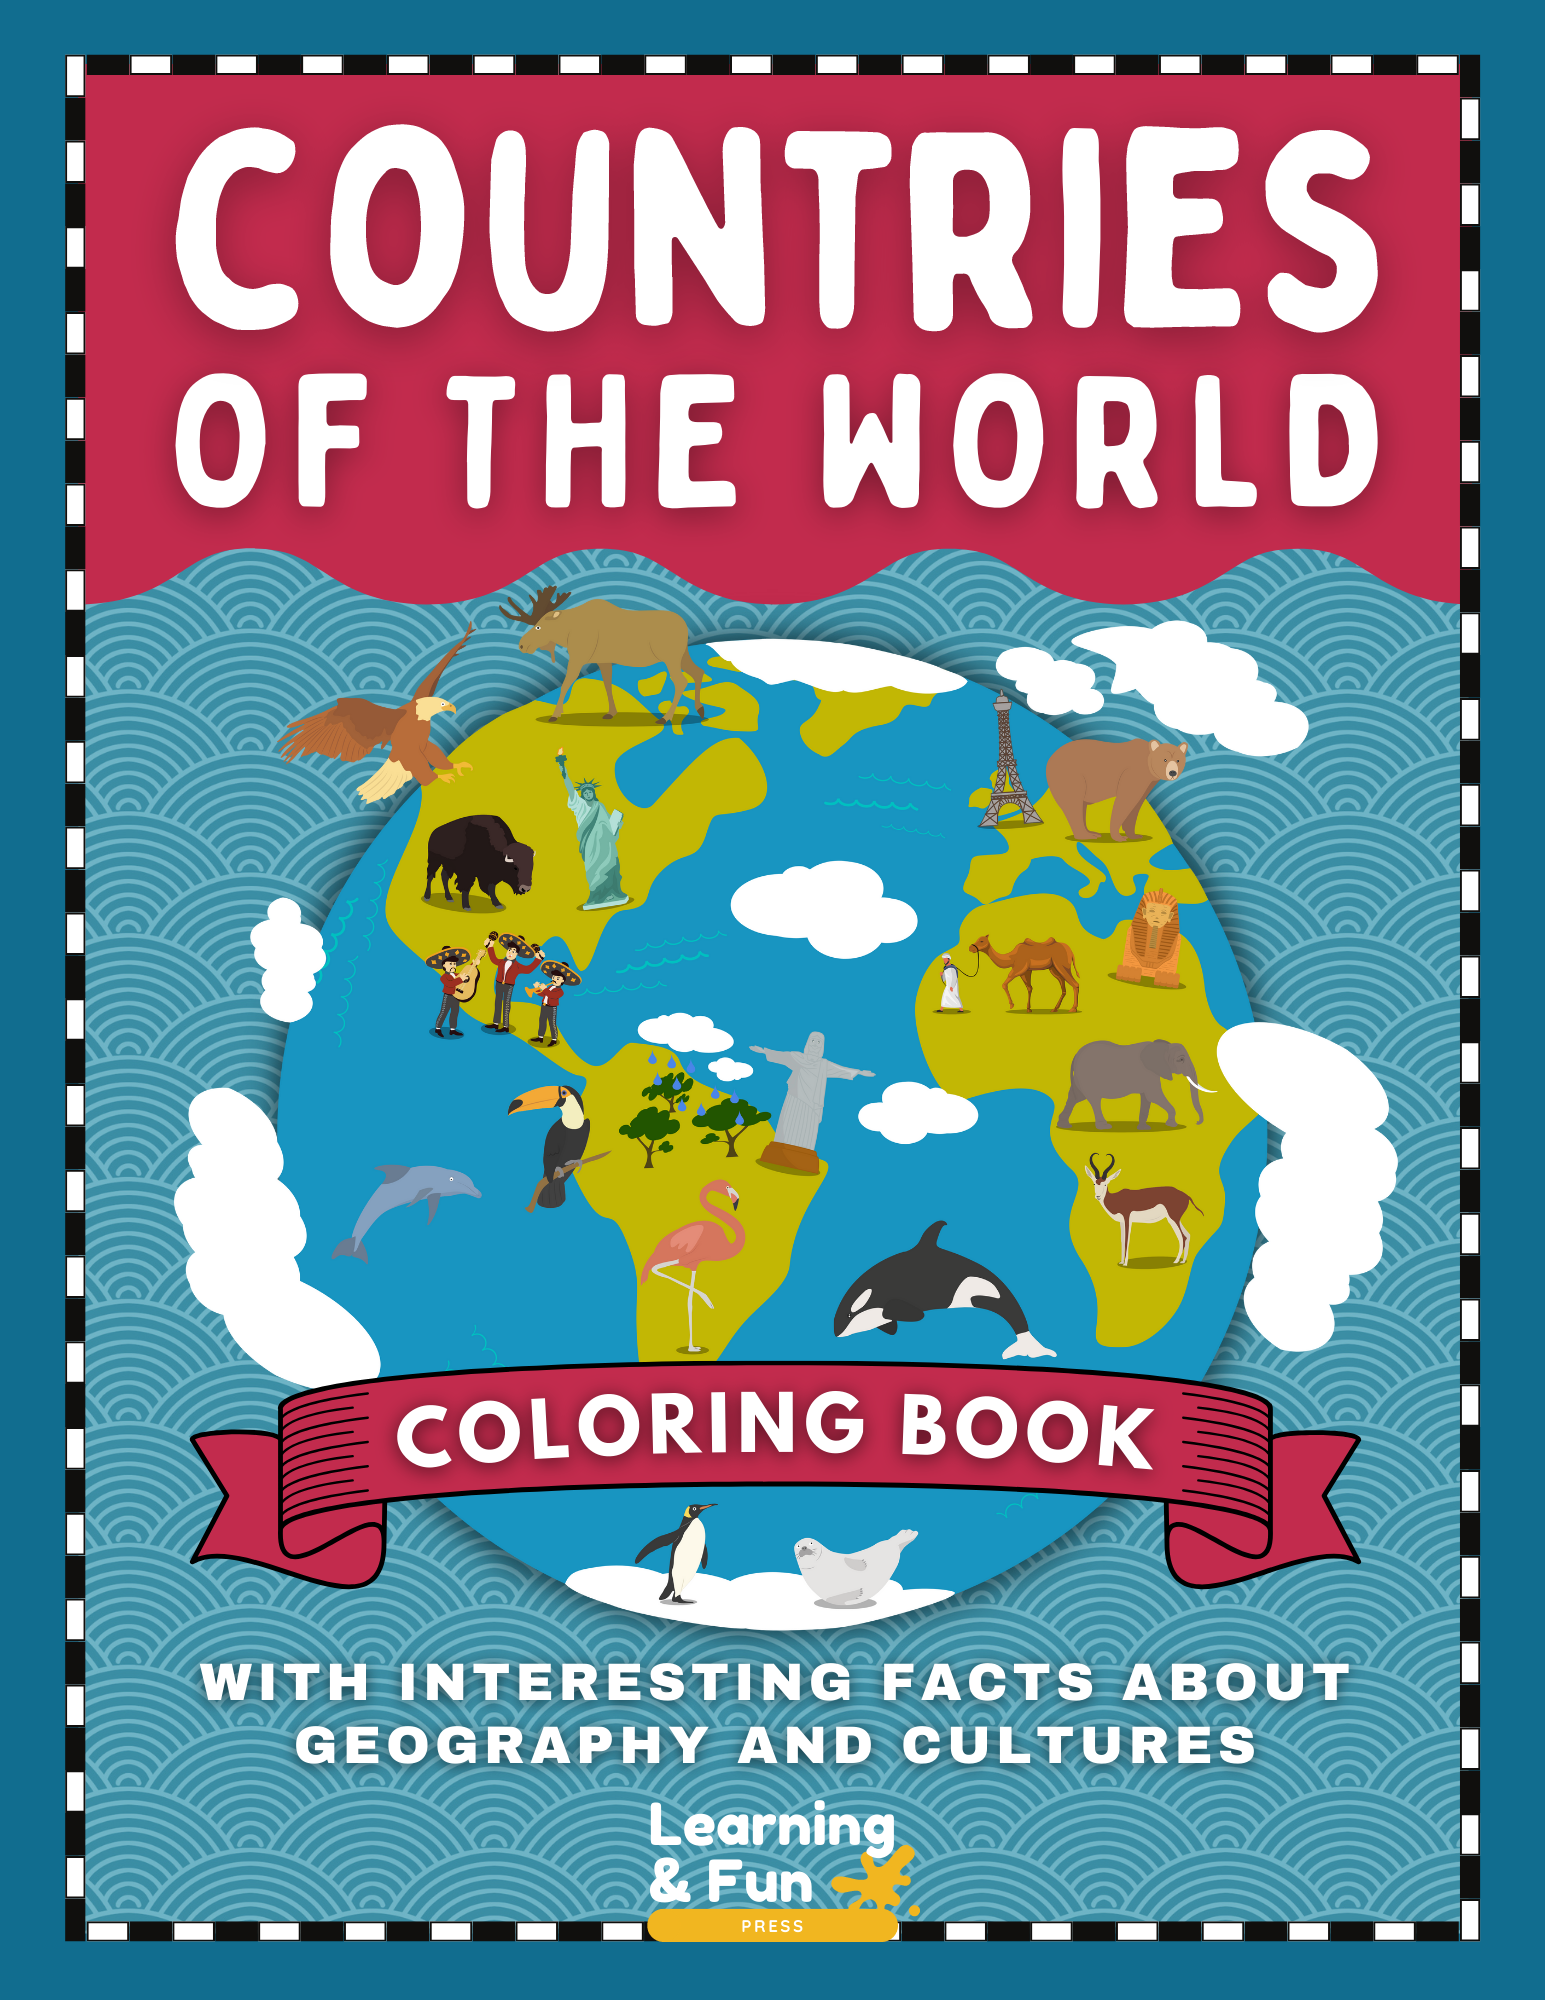 COUNTRIES
OF THE WORLD
COLORING BOOK
WITH INTERESTING FACTS ABOUT
GEOGRAPHY AND CULTURES
Learning
& Fun
PRESS